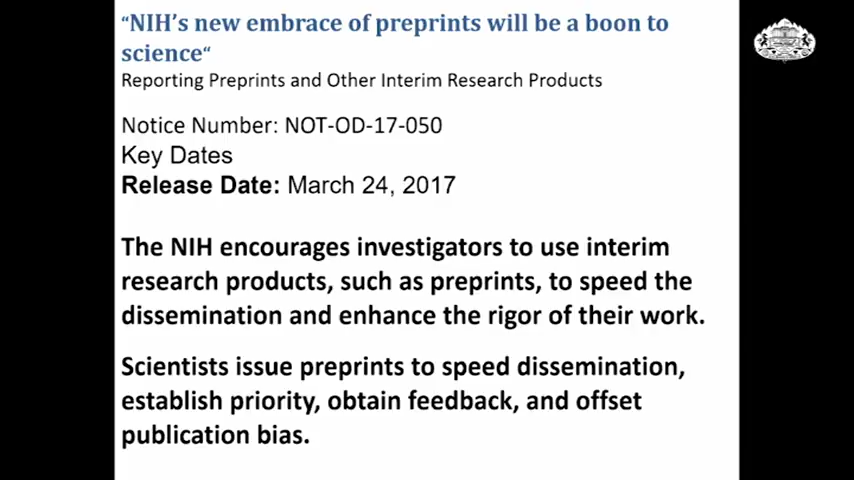 “NIH’s new embrace of preprints will be a boon to
science“
Reporting Preprints and Other Interim Research Products
Notice Number: NOT-OD-17-050
Key Dates
Release Date: March 24, 2017
The NIH encourages investigators to use interim
research products, such as preprints, to speed the
dissemination and enhance the rigor of their work.
Scientists issue preprints to speed dissemination,
establish priority, obtain feedback, and offset
publication bias.